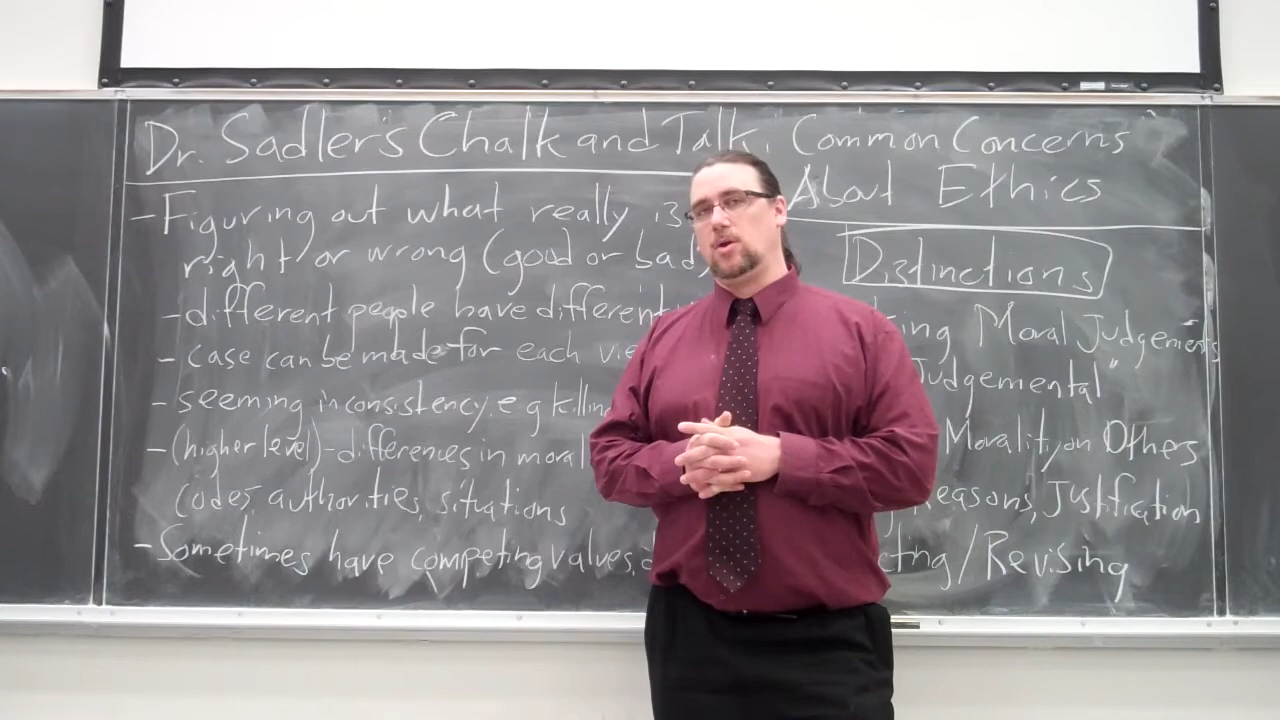 Dr. Sadler's Chalk and Talk: Common Concerns
About Ethics
- Figuring out what really is
right or wrong (good or bad)
- different people have different
- case can be made for each
- seeming inconsistency, e.g killing
- (higher level) - differences in moral
codes, authorities, situations
- Sometimes have competing values,
Distinctions
Moral Judgements
Judgemental"
Morality on Others
Reasons, Justification
/Revising